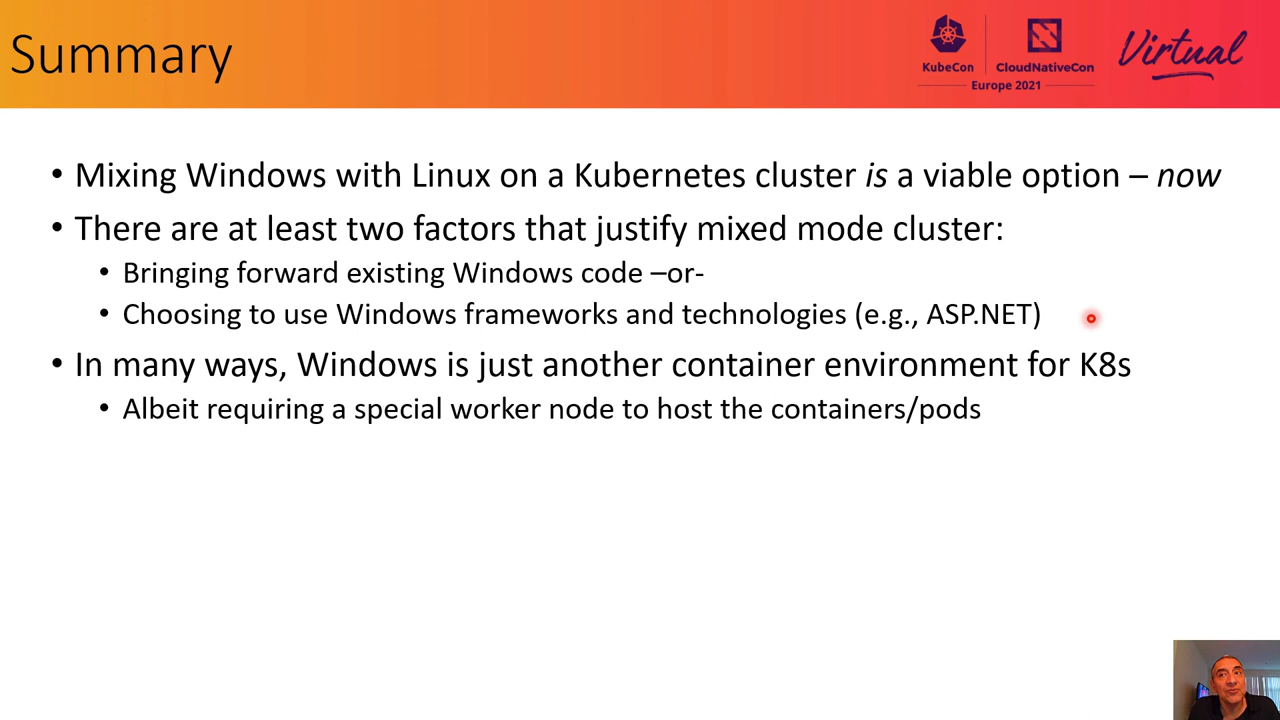 Summary
KubeCon
CloudNativeCon
Europe 2021
Virtual
• Mixing Windows with Linux on a Kubernetes cluster is a viable option – now
• There are at least two factors that justify mixed mode cluster:
• Bringing forward existing Windows code –or-
• Choosing to use Windows frameworks and technologies (e.g., ASP.NET)
• In many ways, Windows is just another container environment for K8s
• Albeit requiring a special worker node to host the containers/pods